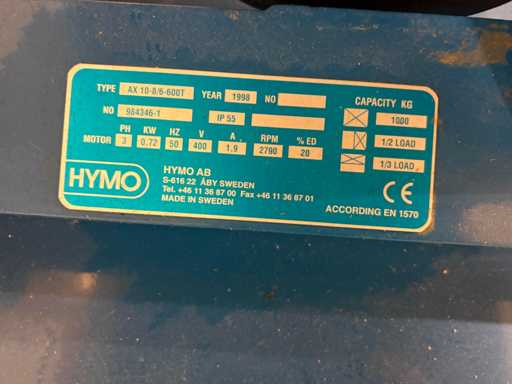 TYPE AX 10-8/6-600T YEAR 1998 NO CAPACITY KG
NO 984346-1 IP 55 1000
PH KW HZ V A RPM % ED 1/2 LOAD
MOTOR 3 0,72 50 400 1,9 2790 20 1/3 LOAD
HYMO
HYMO AB
S-616 22 ÅBY SWEDEN
Tel. +46 11 36 87 00 Fax +46 11 36 87 01
MADE IN SWEDEN
CE
ACCORDING EN 1570